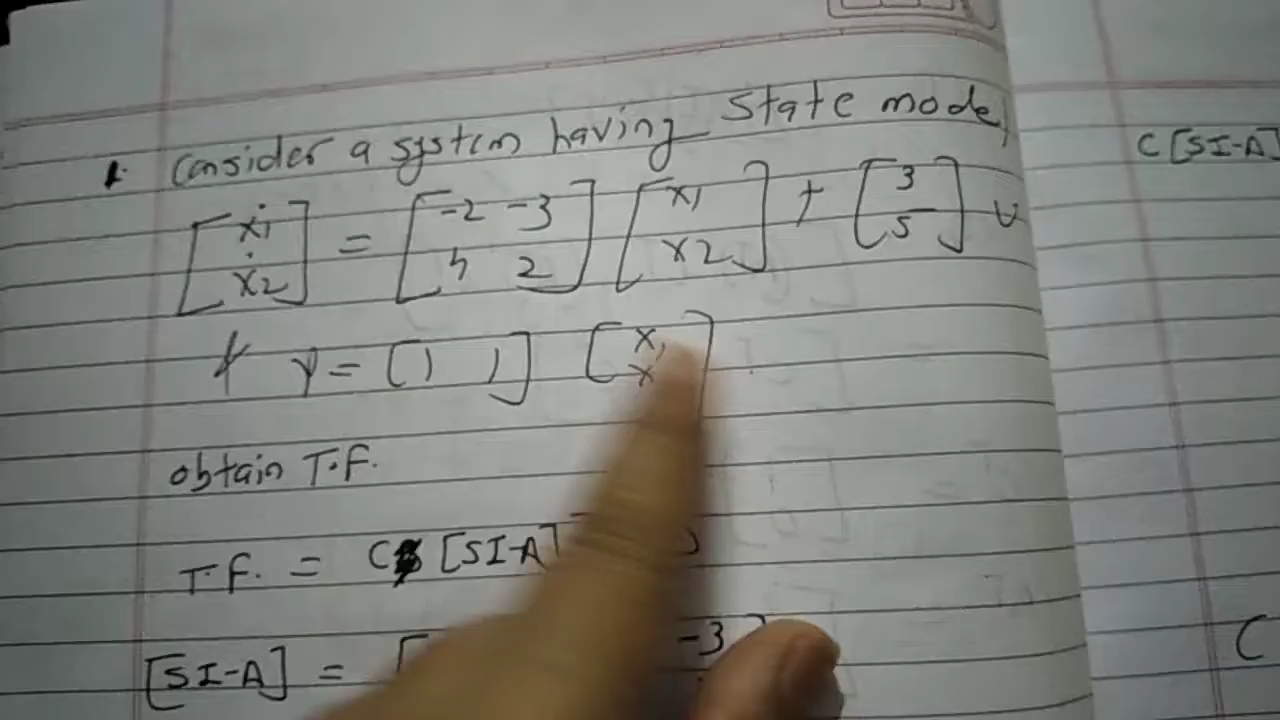 1. Consider a system having State model
[ẋ1 ẋ2] = [-2 -3 4 2] [x1 x2] + [3 5] u
& y = [1 1] [x1 x
obtain T.F.
T.F. = C [SI-A]
[SI-A] = [ -3
C[SI-A]
C